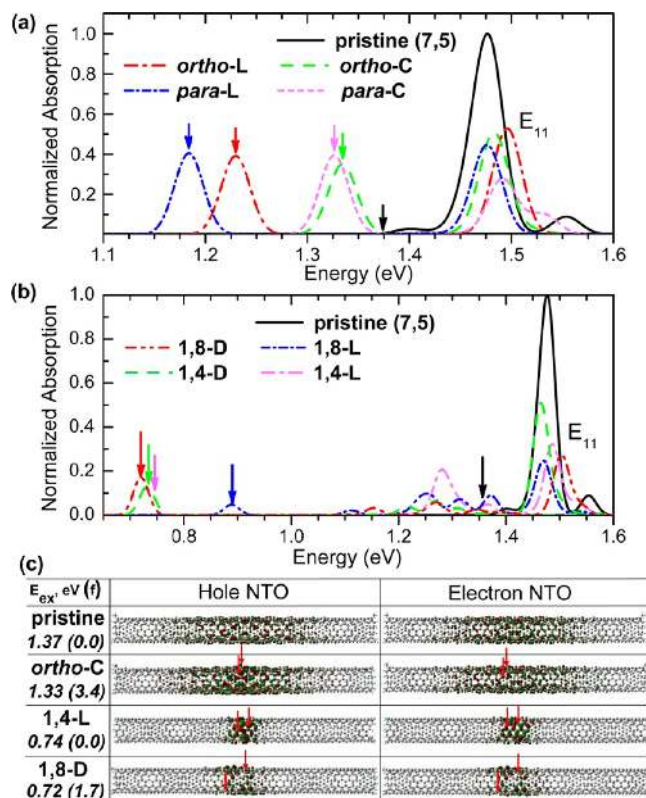 (a)
pristine (7,5)
ortho-L
ortho-C
para-L
para-C
E11
Normalized Absorption
1.0
0.8
0.6
0.4
0.2
1.1 1.2 1.3 1.4 1.5 1.6
Energy (eV)
(b)
pristine (7,5)
1,8-D
1,8-L
1,4-D
1,4-L
E11
Normalized Absorption
1.0
0.8
0.6
0.4
0.2
0.0
0.8 1.0 1.2 1.4 1.6
Energy (eV)
(c)
Eex, eV (f) Hole NTO Electron NTO
pristine
1.37 (0.0)
ortho-C
1.33 (3.4)
1,4-L
0.74 (0.0)
1,8-D
0.72 (1.7)